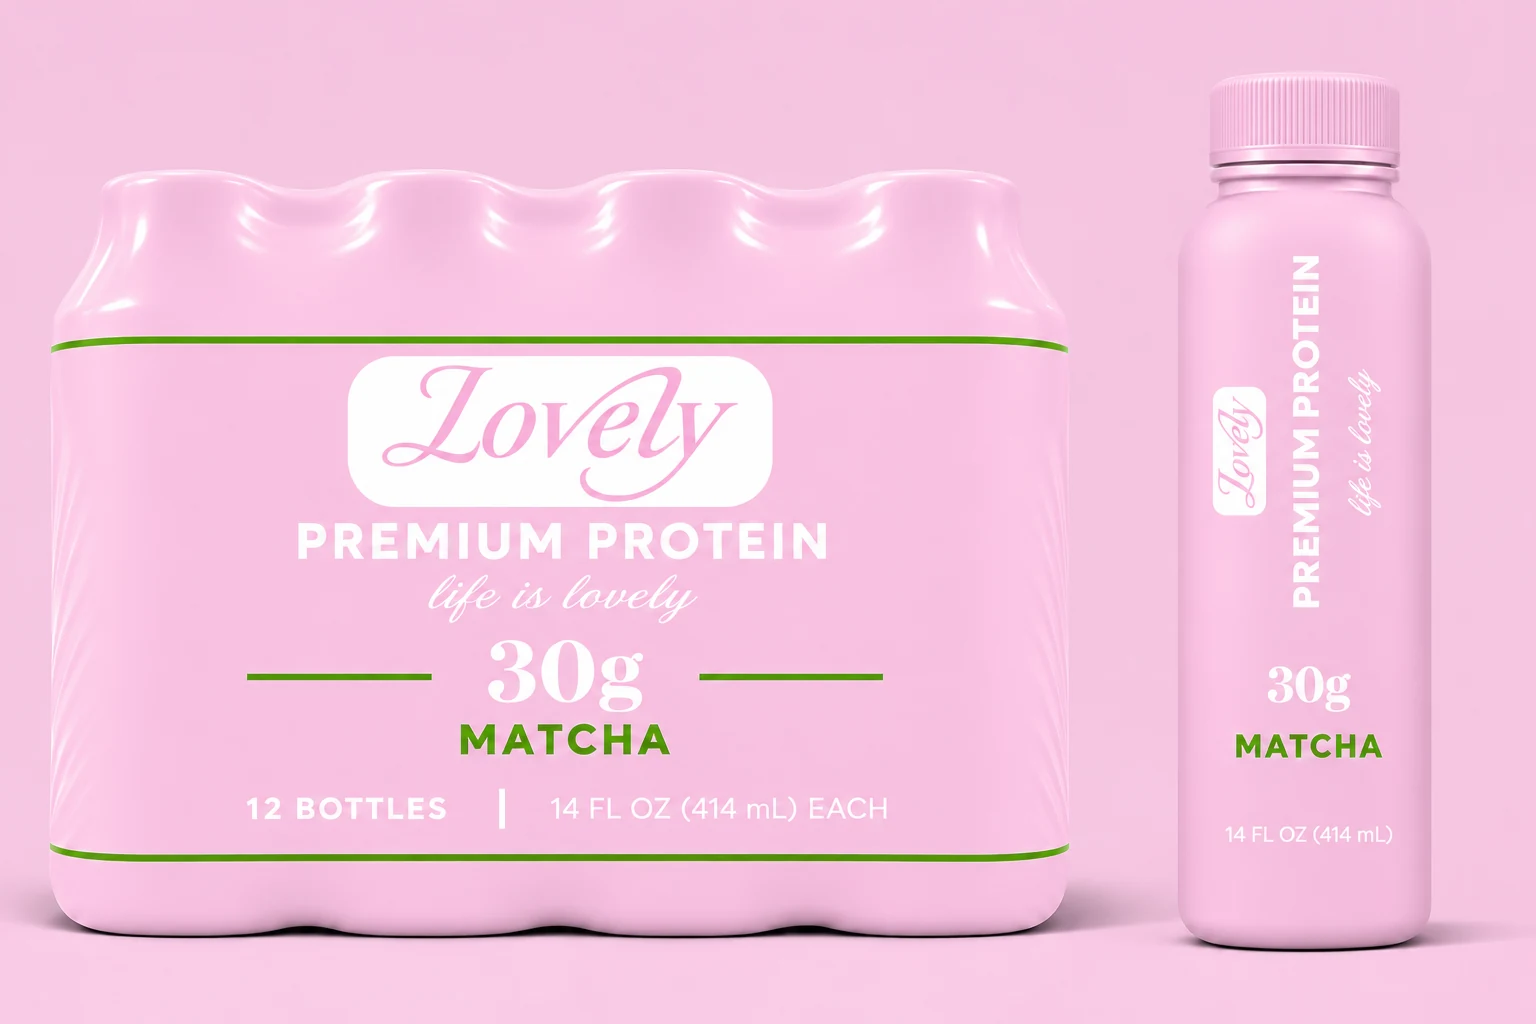 Lovely
PREMIUM PROTEIN
life is lovely
30g
MATCHA
12 BOTTLES | 14 FL OZ (414 mL) EACH
Lovely
PREMIUM PROTEIN
life is lovely
30g
MATCHA
14 FL OZ (414 mL)